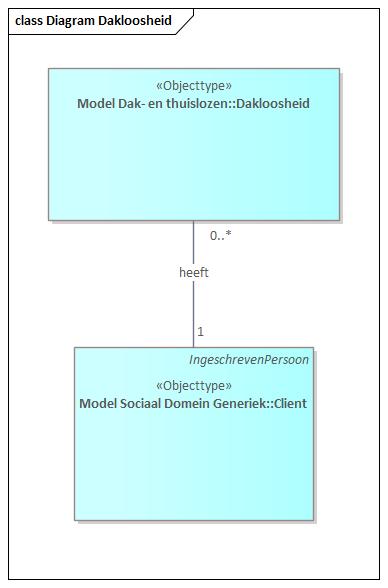 class Diagram Dakloosheid
«Objecttype»
Model Dak- en thuislozen::Dakloosheid
0..*
heeft
1
IngeschrevenPersoon
«Objecttype»
Model Sociaal Domein Generiek::Client